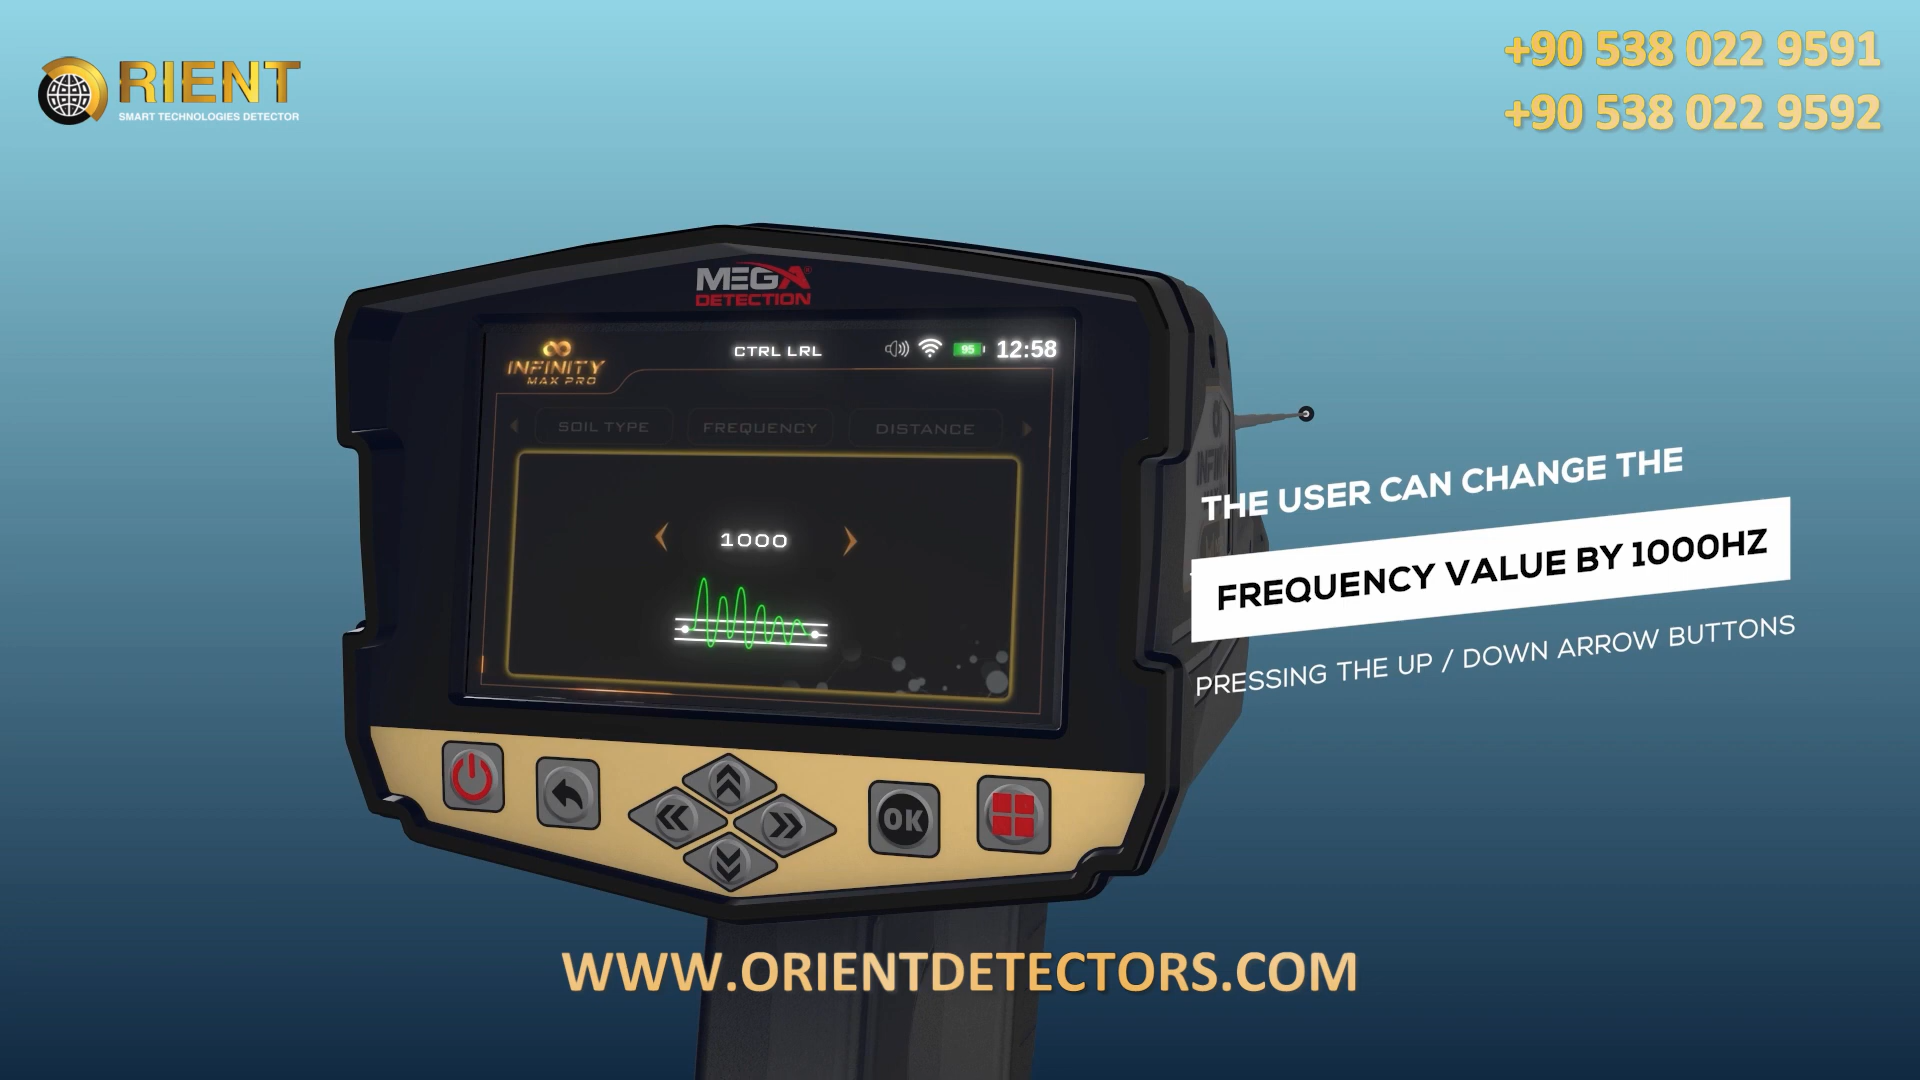 RIENT
SMART TECHNOLOGIES DETECTOR
+90 538 022 9591
+90 538 022 9592
MEGA
DETECTION
INFINITY
MAX PRO
CTRL LRL
95
12:58
SOIL TYPE
FREQUENCY
DISTANCE
1000
THE USER CAN CHANGE THE
FREQUENCY VALUE BY 1000HZ
PRESSING THE UP / DOWN ARROW BUTTONS
OK
WWW.ORIENTDETECTORS.COM